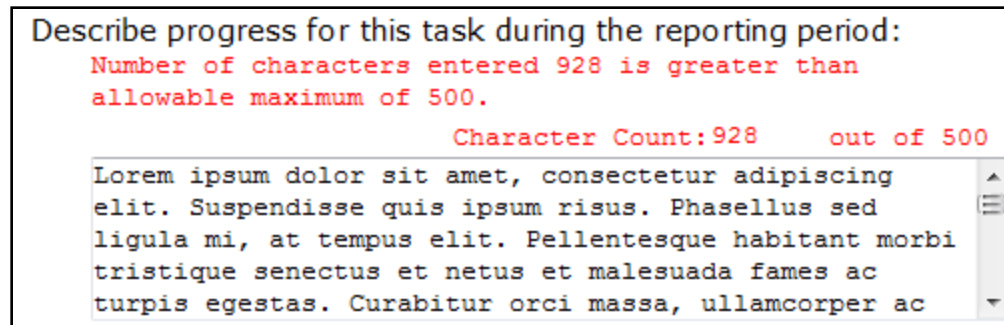 Describe progress for this task during the reporting period:
Number of characters entered 928 is greater than
allowable maximum of 500.
Character Count:928 out of 500
Lorem ipsum dolor sit amet, consectetur adipiscing
elit. Suspendisse quis ipsum risus. Phasellus sed
ligula mi, at tempus elit. Pellentesque habitant morbi
tristique senectus et netus et malesuada fames ac
turpis egestas. Curabitur orci massa, ullamcorper ac